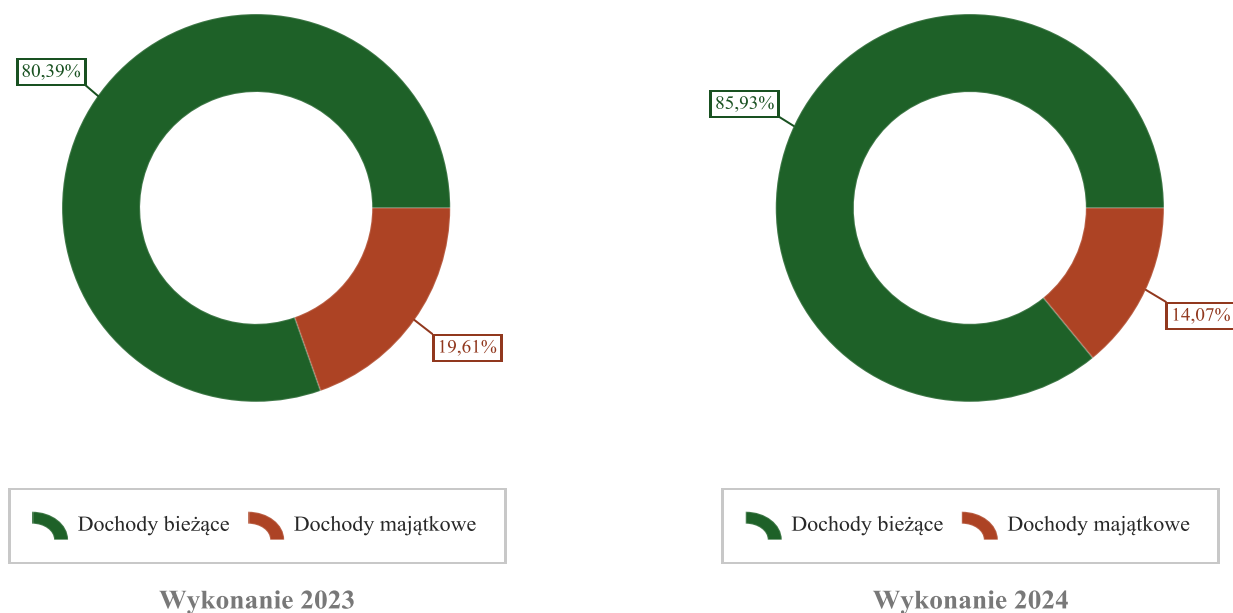 80,39%
19,61%
Dochody bieżące Dochody majątkowe
Wykonanie 2023
85,93%
14,07%
Dochody bieżące Dochody majątkowe
Wykonanie 2024